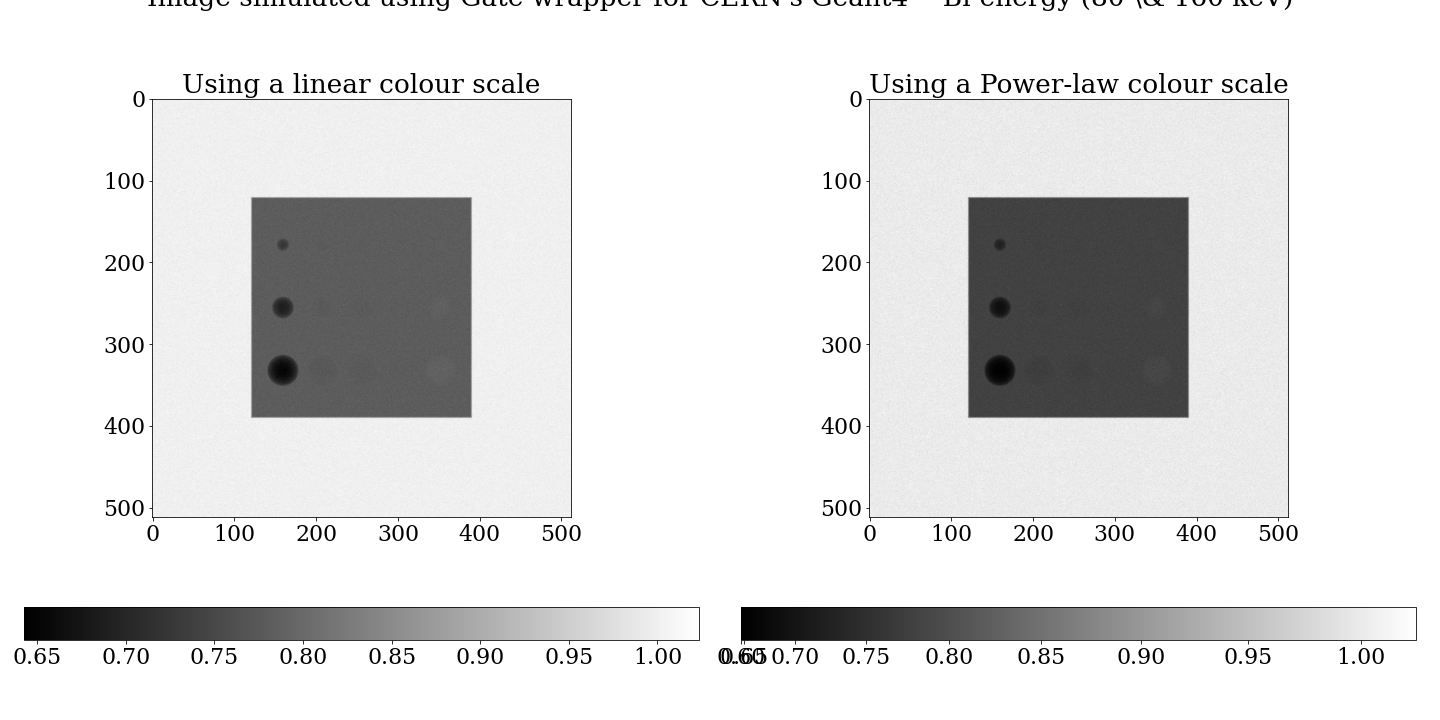 Image simulated using Gate wrapper for CERN's Geant4 -- Bi-energy (80 \& 160 keV)
Using a linear colour scale
Using a Power-law colour scale
0
100
200
300
400
500
0 100 200 300 400 500
0
100
200
300
400
500
0 100 200 300 400 500
0.65 0.70 0.75 0.80 0.85 0.90 0.95 1.00
0.60 0.65 0.70 0.75 0.80 0.85 0.90 0.95 1.00